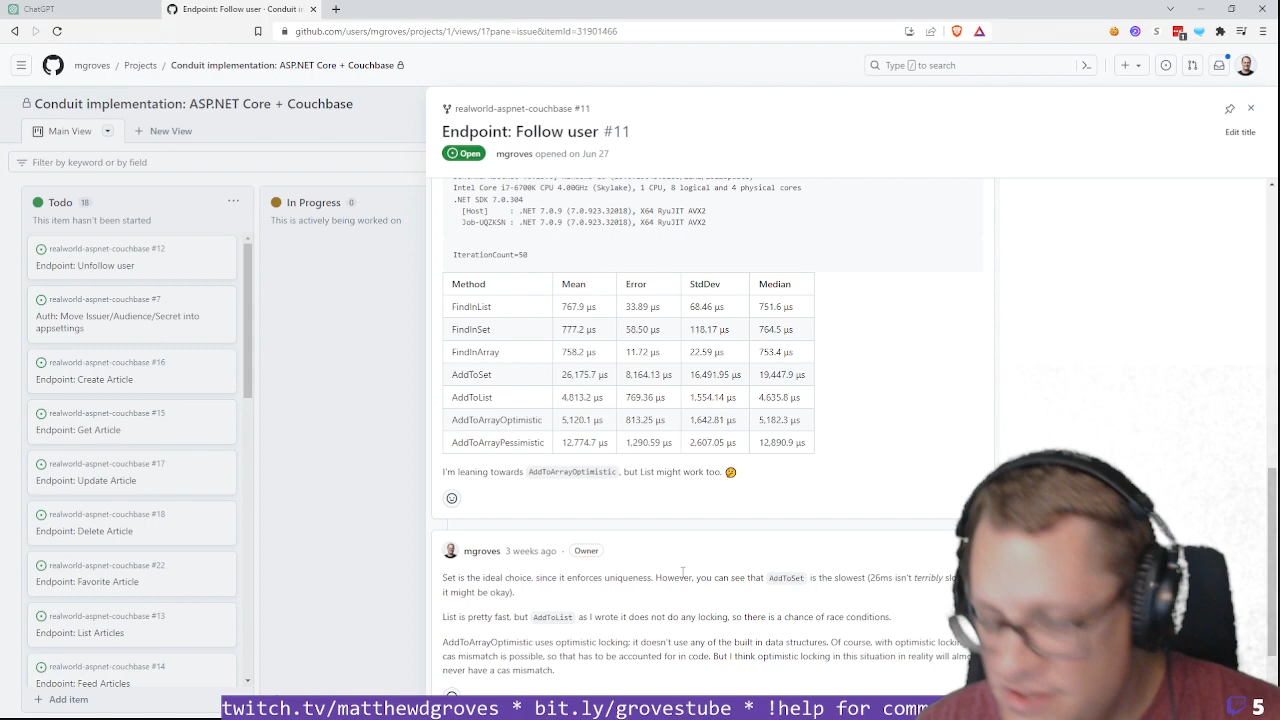 ChatGPT
Endpoint: Follow user · Conduit in
github.com/users/mgroves/projects/1/views/1?pane=issue&itemId=31901466
1
mgroves / Projects / Conduit implementation: ASP.NET Core + Couchbase
Type / to search
Conduit implementation: ASP.NET Core + Couchbase
Main View
New View
Filter by keyword or by field
Todo 18
This item hasn't been started
realworld-aspnet-couchbase #12
Endpoint: Unfollow user
realworld-aspnet-couchbase #7
Auth: Move Issuer/Audience/Secret into
appsettings
realworld-aspnet-couchbase #16
Endpoint: Create Article
realworld-aspnet-couchbase #15
Endpoint: Get Article
realworld-aspnet-couchbase #17
Endpoint: Update Article
realworld-aspnet-couchbase #18
Endpoint: Delete Article
realworld-aspnet-couchbase #22
Endpoint: Favorite Article
realworld-aspnet-couchbase #13
Endpoint: List Articles
realworld-aspnet-couchbase #14
Endpoint: Feed Articles
Add item
In Progress 0
This is actively being worked on
realworld-aspnet-couchbase #11
Endpoint: Follow user #11
Edit title
Open mgroves opened on Jun 27
Intel Core i7-6700K CPU 4.00GHz (Skylake), 1 CPU, 8 logical and 4 physical cores
.NET SDK 7.0.304
[Host] : .NET 7.0.9 (7.0.923.32018), X64 RyuJIT AVX2
Job-UQZKSN : .NET 7.0.9 (7.0.923.32018), X64 RyuJIT AVX2
IterationCount=50
Method Mean Error StdDev Median
FindInList 767.9 μs 33.89 μs 68.46 μs 751.6 μs
FindInSet 777.2 μs 58.50 μs 118.17 μs 764.5 μs
FindInArray 758.2 μs 11.72 μs 22.59 μs 753.4 μs
AddToSet 26,175.7 μs 8,164.13 μs 16,491.95 μs 19,447.9 μs
AddToList 4,813.2 μs 769.36 μs 1,554.14 μs 4,635.8 μs
AddToArrayOptimistic 5,120.1 μs 813.25 μs 1,642.81 μs 5,182.3 μs
AddToArrayPessimistic 12,774.7 μs 1,290.59 μs 2,607.05 μs 12,890.9 μs
I'm leaning towards AddToArrayOptimistic, but List might work too. 🤔
mgroves 3 weeks ago · Owner
Set is the ideal choice, since it enforces uniqueness. However, you can see that AddToSet is the slowest (26ms isn't terribly
it might be okay).
List is pretty fast, but AddToList as I wrote it does not do any locking, so there is a chance of race conditions.
AddToArrayOptimistic uses optimistic locking; it doesn't use any of the built in data structures. Of course, with optimistic
cas mismatch is possible, so that has to be accounted for in code. But I think optimistic locking in this situation in reality will
never have a cas mismatch.
twitch.tv/matthewdgroves * bit.ly/grovestube * !help for
5